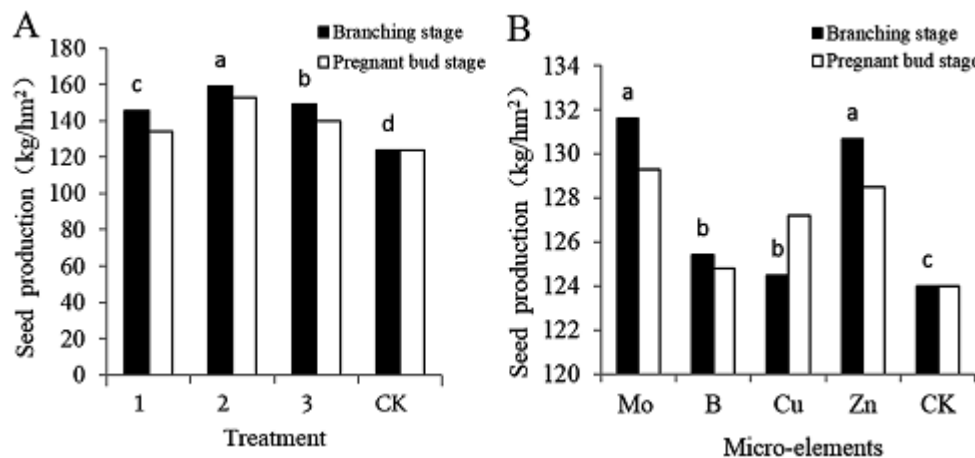 A
Branching stage
Pregnant bud stage
Seed production (kg/hm²)
180
160
140
120
100
80
60
40
20
0
c
a
b
d
1 2 3 CK
Treatment
B
Branching stage
Pregnant bud stage
Seed production (kg/hm²)
134
132
130
128
126
124
122
120
a
b
b
a
c
Mo B Cu Zn CK
Micro-elements